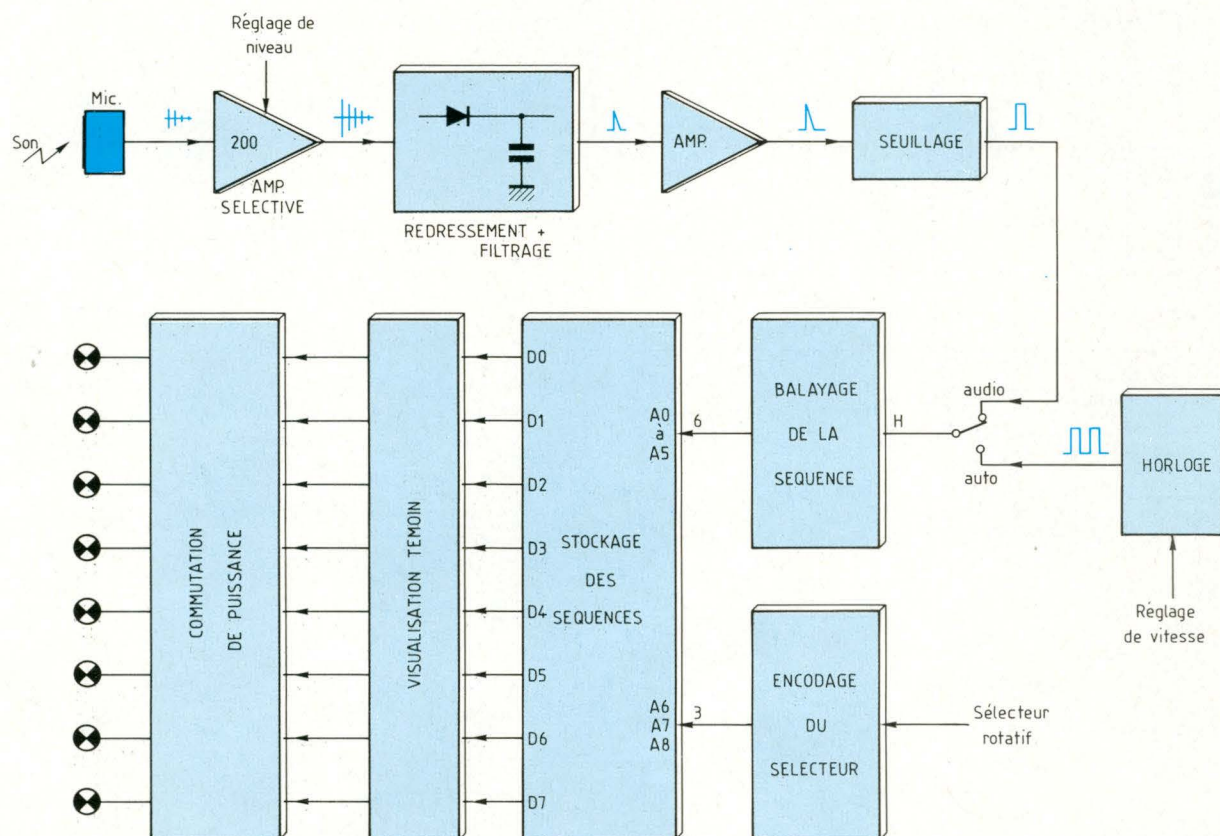 Réglage de
niveau
Mic.
Son
200
AMP.
SELECTIVE
REDRESSEMENT +
FILTRAGE
AMP.
SEUILLAGE
COMMUTATION
DE PUISSANCE
VISUALISATION TEMOIN
D0
D1
D2
D3
D4
D5
D6
D7
STOCKAGE
DES
SEQUENCES
A0
à
A5
A6
A7
A8
6
3
BALAYAGE
DE LA
SEQUENCE
H
audio
auto
HORLOGE
Réglage
de vitesse
ENCODAGE
DU
SELECTEUR
Sélecteur
rotatif